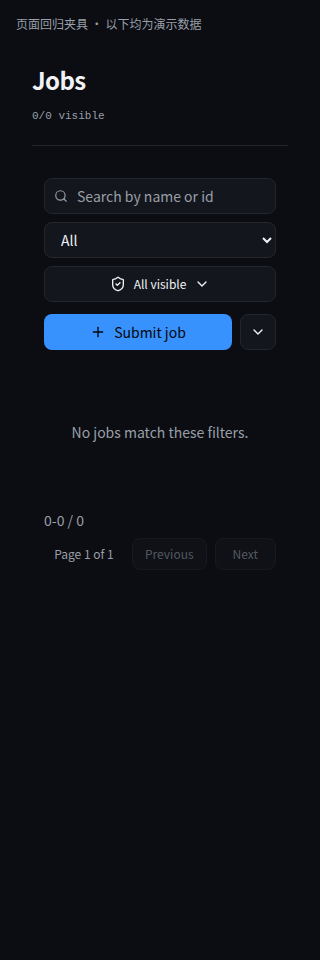 页面回归夹具 · 以下均为演示数据
Jobs
0/0 visible
Search by name or id
All
All visible
Submit job
No jobs match these filters.
0-0 / 0
Page 1 of 1
Previous
Next